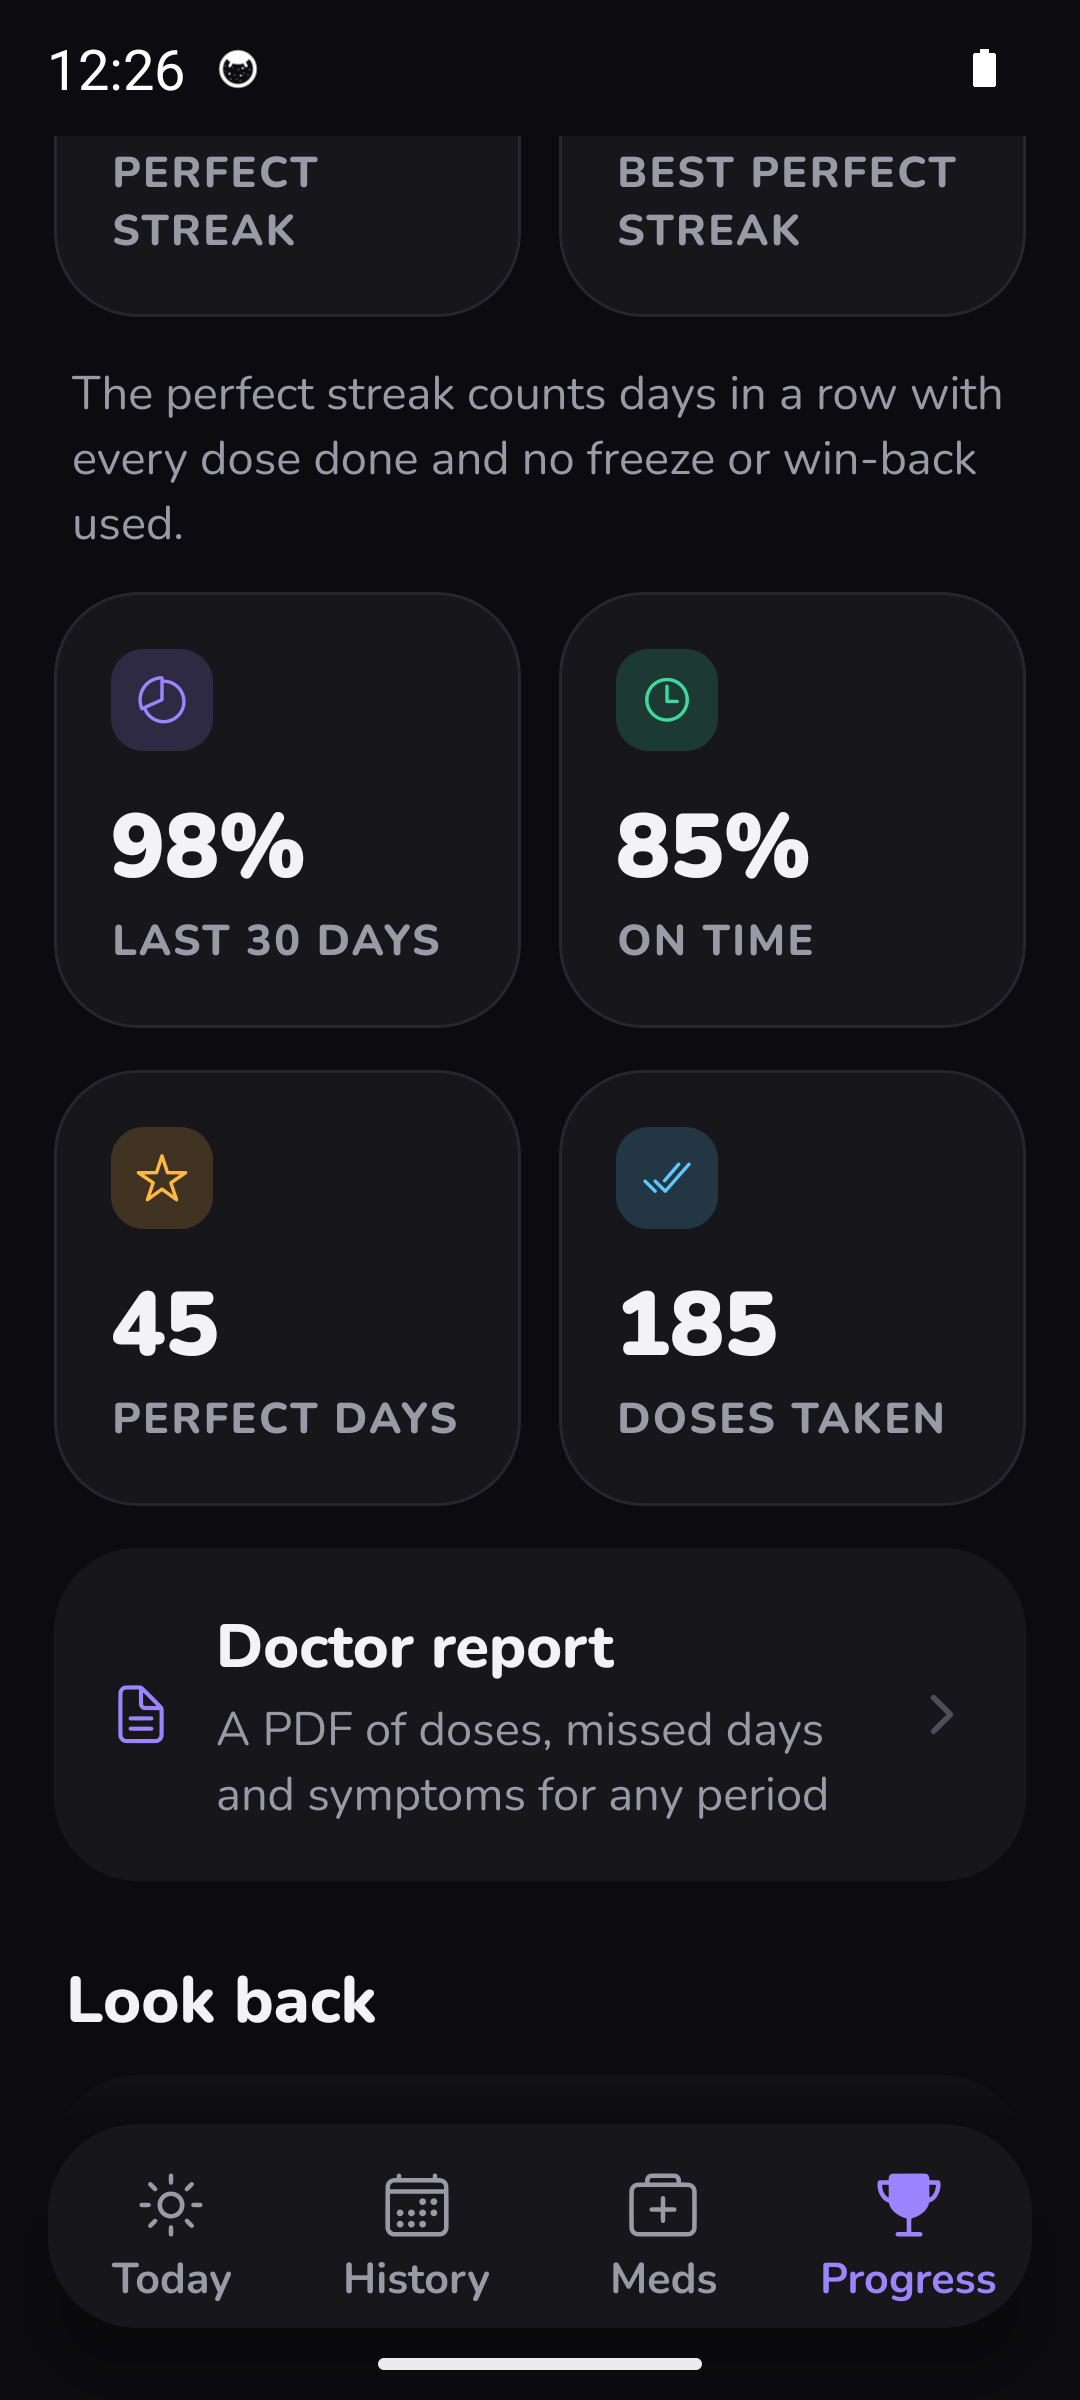 12:26
PERFECT
STREAK
BEST PERFECT
STREAK
The perfect streak counts days in a row with
every dose done and no freeze or win-back
used.
98%
LAST 30 DAYS
85%
ON TIME
45
PERFECT DAYS
185
DOSES TAKEN
Doctor report
A PDF of doses, missed days
and symptoms for any period
Look back
Today
History
Meds
Progress